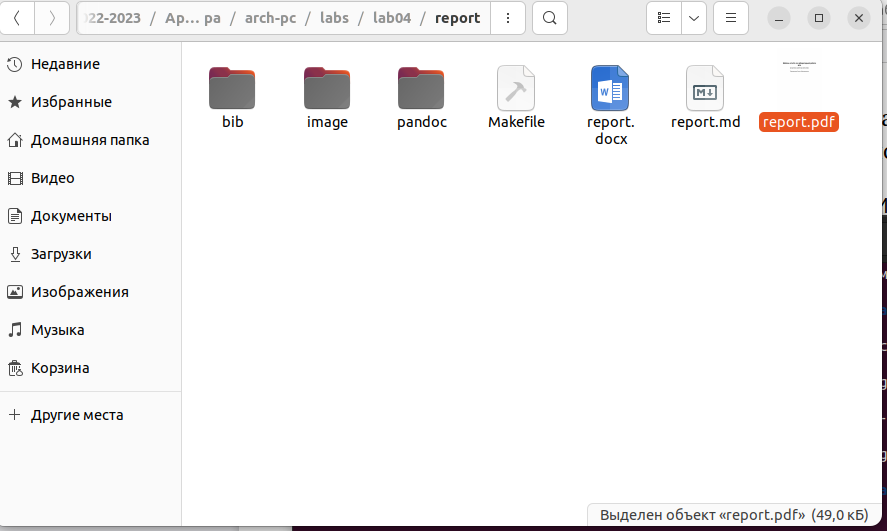 22-2023 / Ар… ра / arch-pc / labs / lab04 / report
Недавние
Избранные
Домашняя папка
Видео
Документы
Загрузки
Изображения
Музыка
Корзина
Другие места
bib
image
pandoc
Makefile
report.
docx
report.md
report.pdf
Выделен объект «report.pdf» (49,0 кБ)